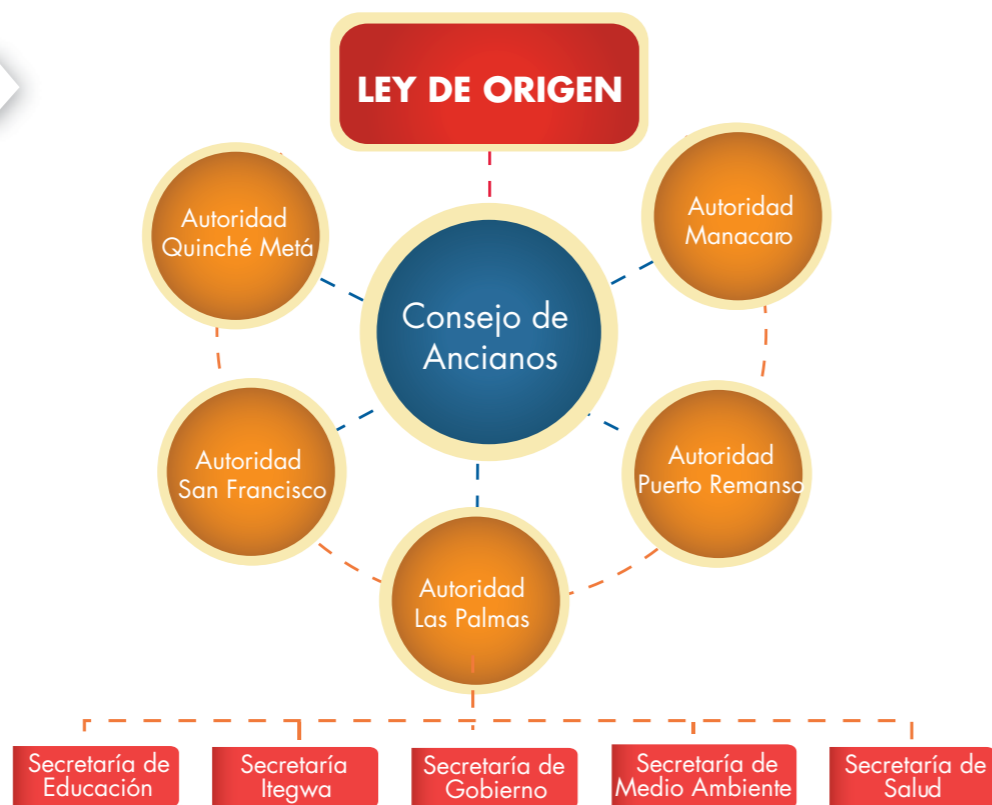 LEY DE ORIGEN
Autoridad
Quinché Metá
Autoridad
Manacaro
Consejo de
Ancianos
Autoridad
San Francisco
Autoridad
Puerto Remanso
Autoridad
Las Palmas
Secretaría de
Educación
Secretaría
Itegwa
Secretaría de
Gobierno
Secretaría de
Medio Ambiente
Secretaría de
Salud